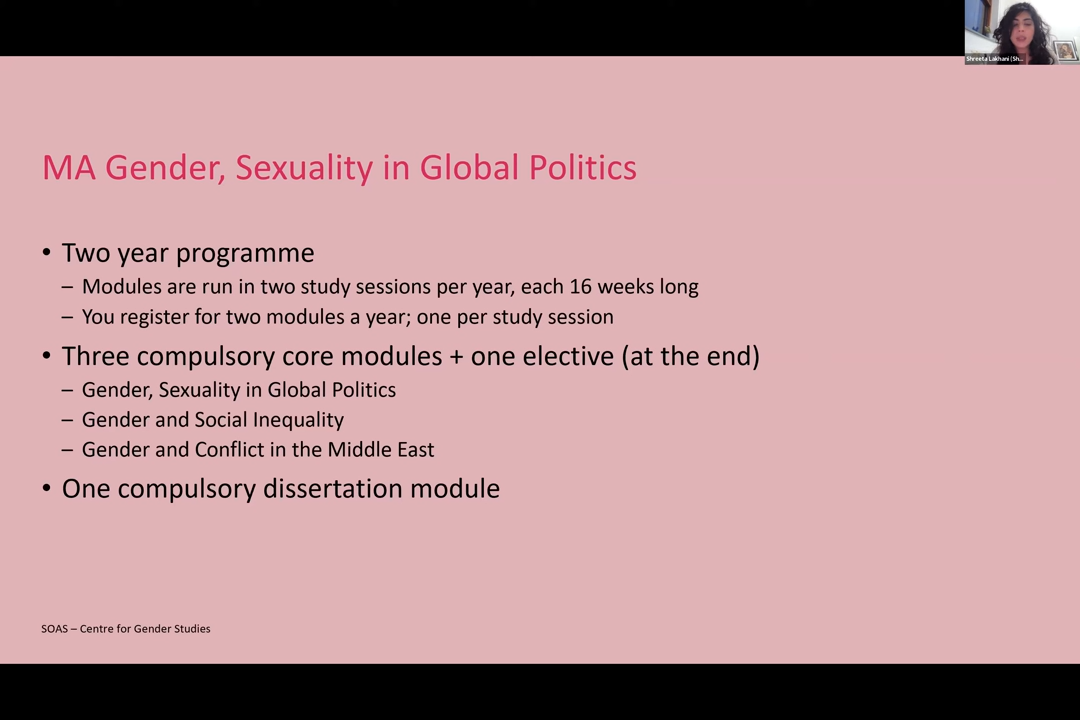 Shreeta Lakhani (Sh...
MA Gender, Sexuality in Global Politics
• Two year programme
– Modules are run in two study sessions per year, each 16 weeks long
– You register for two modules a year; one per study session
• Three compulsory core modules + one elective (at the end)
– Gender, Sexuality in Global Politics
– Gender and Social Inequality
– Gender and Conflict in the Middle East
• One compulsory dissertation module
SOAS – Centre for Gender Studies